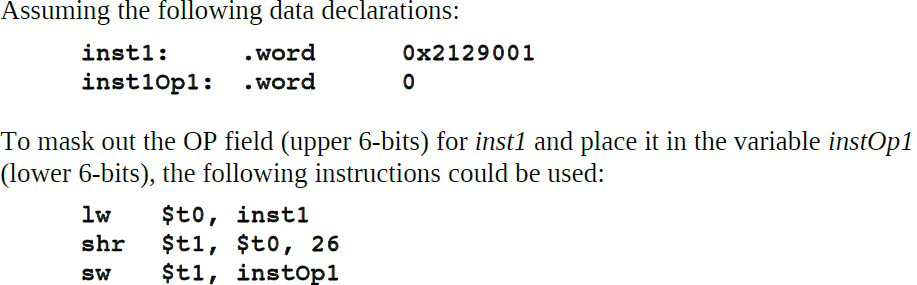 Assuming the following data declarations:
inst1: .word 0x2129001
inst1Op1: .word 0
To mask out the OP field (upper 6-bits) for inst1 and place it in the variable instOp1
(lower 6-bits), the following instructions could be used:
lw $t0, inst1
shr $t1, $t0, 26
sw $t1, instOp1